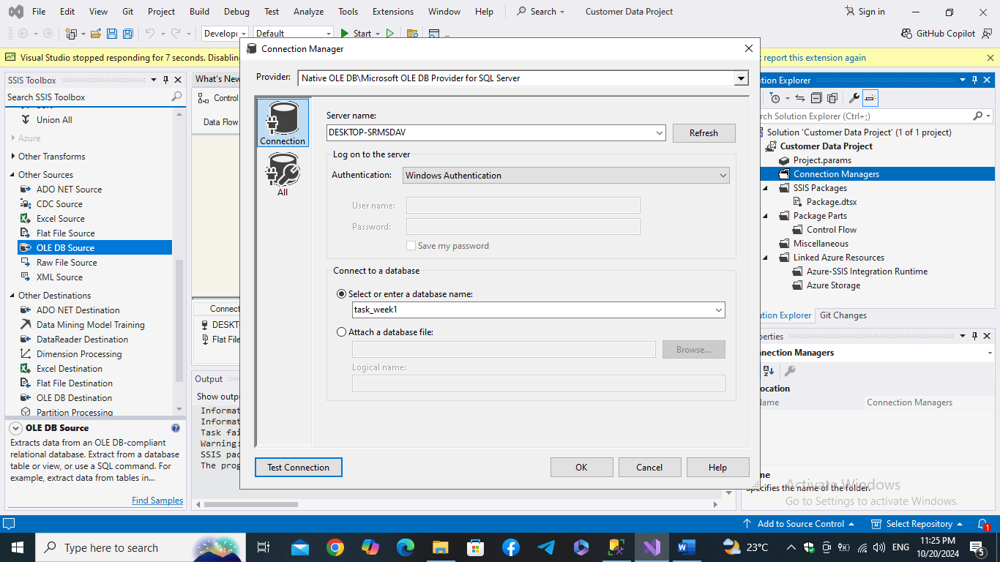 File Edit View Git Project Build Debug Test Analyze Tools Extensions Window Help Search Customer Data Project Sign in
Develop Default Start GitHub Copilot
Visual Studio stopped responding for 7 seconds. Disablin
t report this extension again
Connection Manager
Provider: Native OLE DB\Microsoft OLE DB Provider for SQL Server
Connection
All
Server name:
DESKTOP-SRMSDAV Refresh
Log on to the server
Authentication: Windows Authentication
User name:
Password:
Save my password
Connect to a database
Select or enter a database name:
task_week1
Attach a database file:
Browse...
Logical name:
Test Connection OK Cancel Help
SSIS Toolbox
Search SSIS Toolbox
Union All
Azure
Other Transforms
Other Sources
ADO NET Source
CDC Source
Excel Source
Flat File Source
OLE DB Source
Raw File Source
XML Source
Other Destinations
ADO NET Destination
Data Mining Model Training
DataReader Destination
Dimension Processing
Excel Destination
Flat File Destination
OLE DB Destination
Partition Processing
OLE DB Source
Extracts data from an OLE DB-compliant
relational database. Extract from a database
table or view, or use a SQL command. For
example, extract data from tables in...
Find Samples
What's New
Control
Data Flow
Connect
DESKT
Flat File
Output
Show outpu
Informat
Informat
Task fai
Warning:
SSIS pac
The prog
on Explorer
rch Solution Explorer (Ctrl+;)
Solution 'Customer Data Project' (1 of 1 project)
Customer Data Project
Project.params
Connection Managers
SSIS Packages
Package.dtsx
Package Parts
Control Flow
Miscellaneous
Linked Azure Resources
Azure-SSIS Integration Runtime
Azure Storage
ution Explorer Git Changes
perties
nnection Managers
ocation
Name Connection Managers
me
Specifies the name of the folder.
Activate Windows
Go to Settings to activate Windows.
Add to Source Control Select Repository 1
Type here to search 23°C ENG 11:25 PM
10/20/2024 5